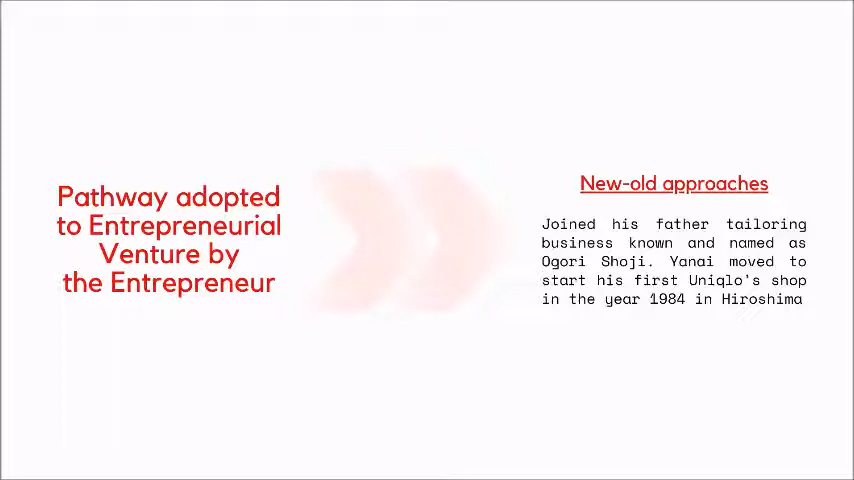 Pathway adopted
to Entrepreneurial
Venture by
the Entrepreneur
New-old approaches
Joined his father tailoring
business known and named as
Ogori Shoji. Yanai moved to
start his first Uniqlo's shop
in the year 1984 in Hiroshima